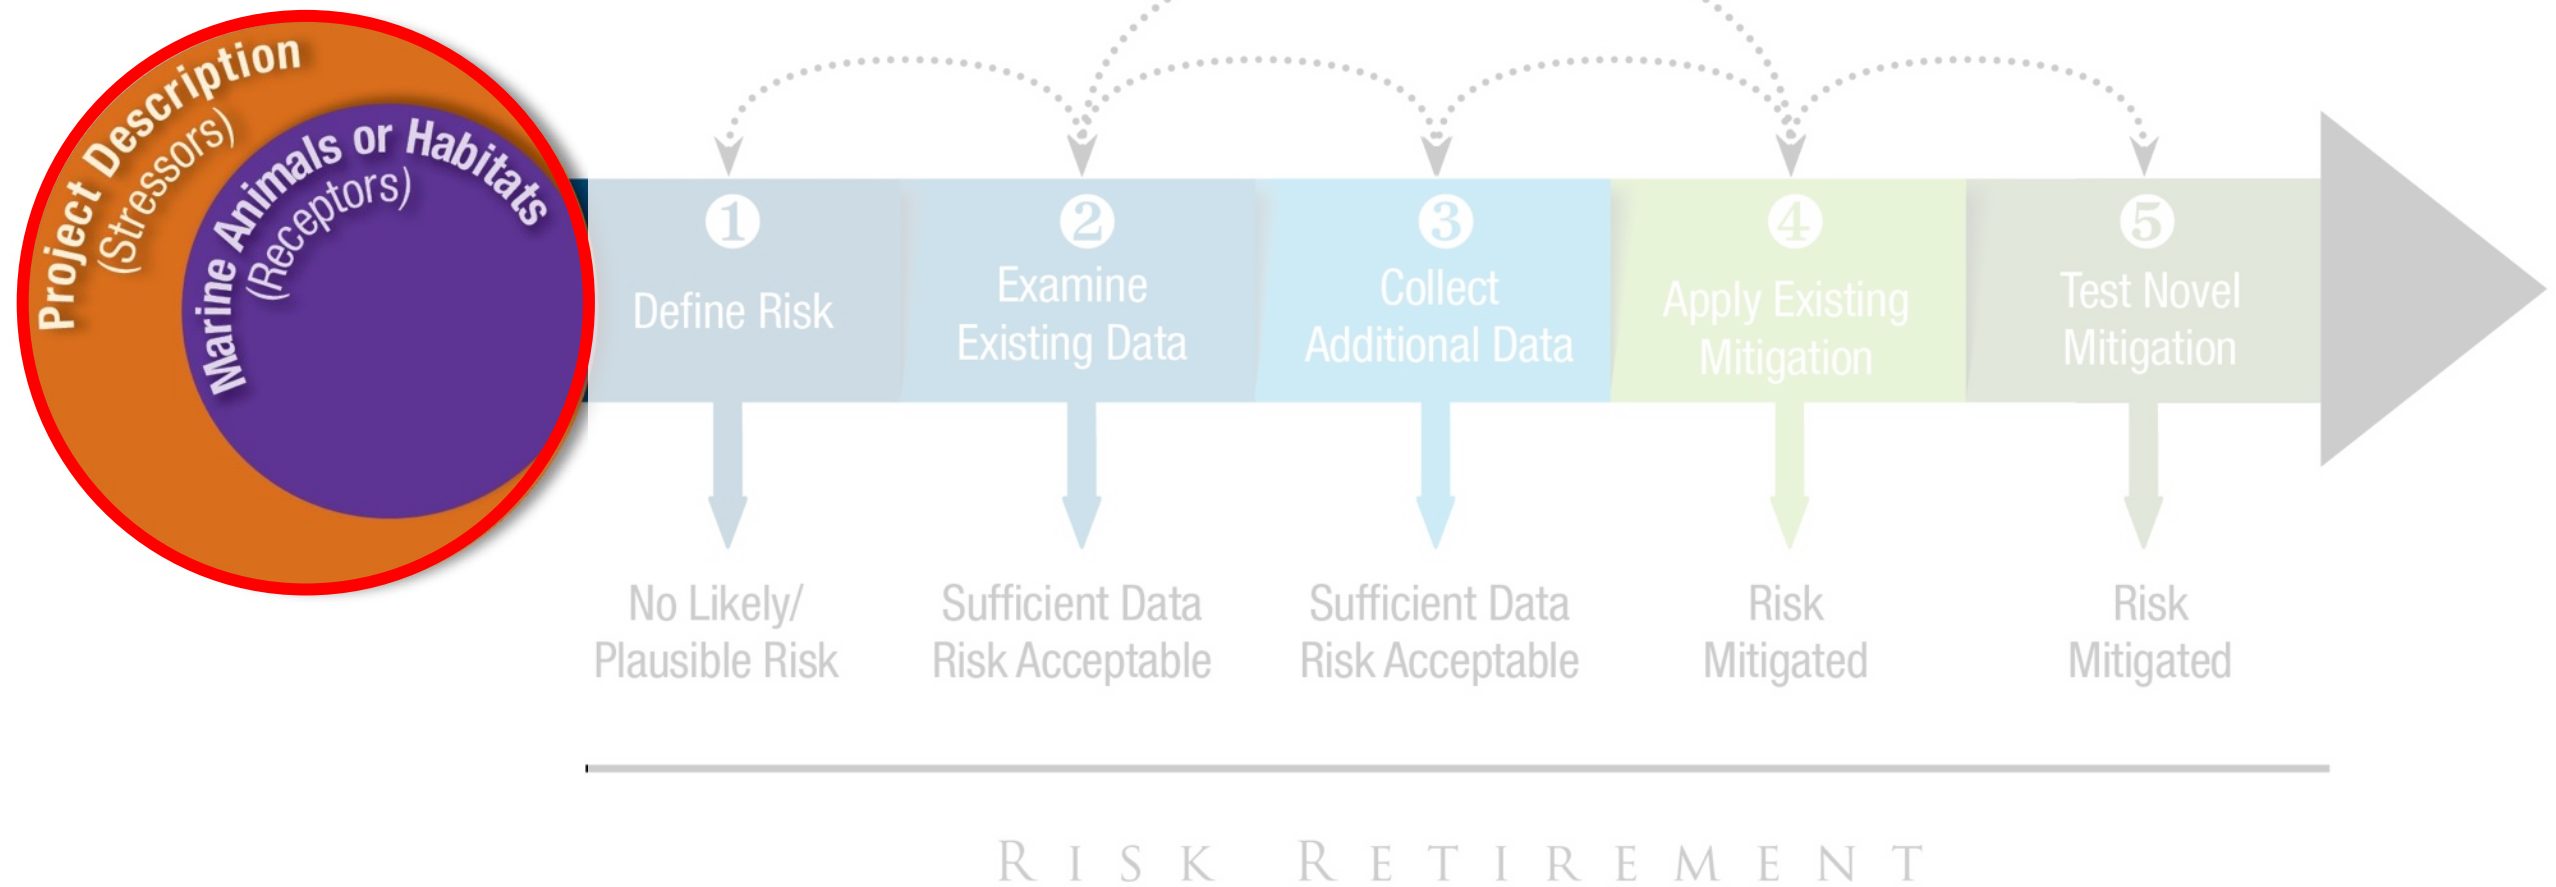 Project Description
(Stressors)
Marine Animals or Habitats
(Receptors)
1
Define Risk
2
Examine
Existing Data
3
Collect
Additional Data
4
Apply Existing
Mitigation
5
Test Novel
Mitigation
No Likely/
Plausible Risk
Sufficient Data
Risk Acceptable
Sufficient Data
Risk Acceptable
Risk
Mitigated
Risk
Mitigated
RISK RETIREMENT